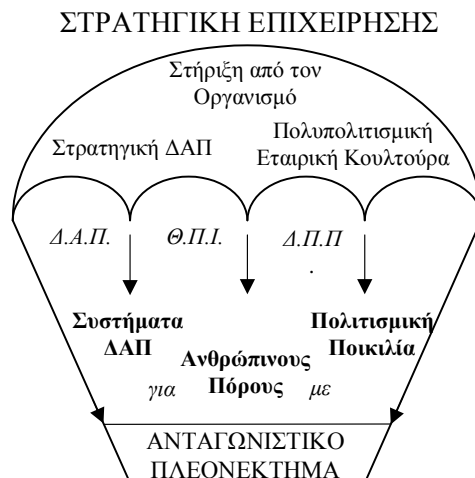 ΣΤΡΑΤΗΓΙΚΗ ΕΠΙΧΕΙΡΗΣΗΣ
Στήριξη από τον
Οργανισμό
Στρατηγική ΔΑΠ
Πολυπολιτισμική
Εταιρική Κουλτούρα
Δ.Α.Π.
Θ.Π.Ι.
Δ.Π.Π
.
Συστήματα
ΔΑΠ
για
Ανθρώπινους
Πόρους
με
Πολιτισμική
Ποικιλία
ΑΝΤΑΓΩΝΙΣΤΙΚΟ
ΠΛΕΟΝΕΚΤΗΜΑ